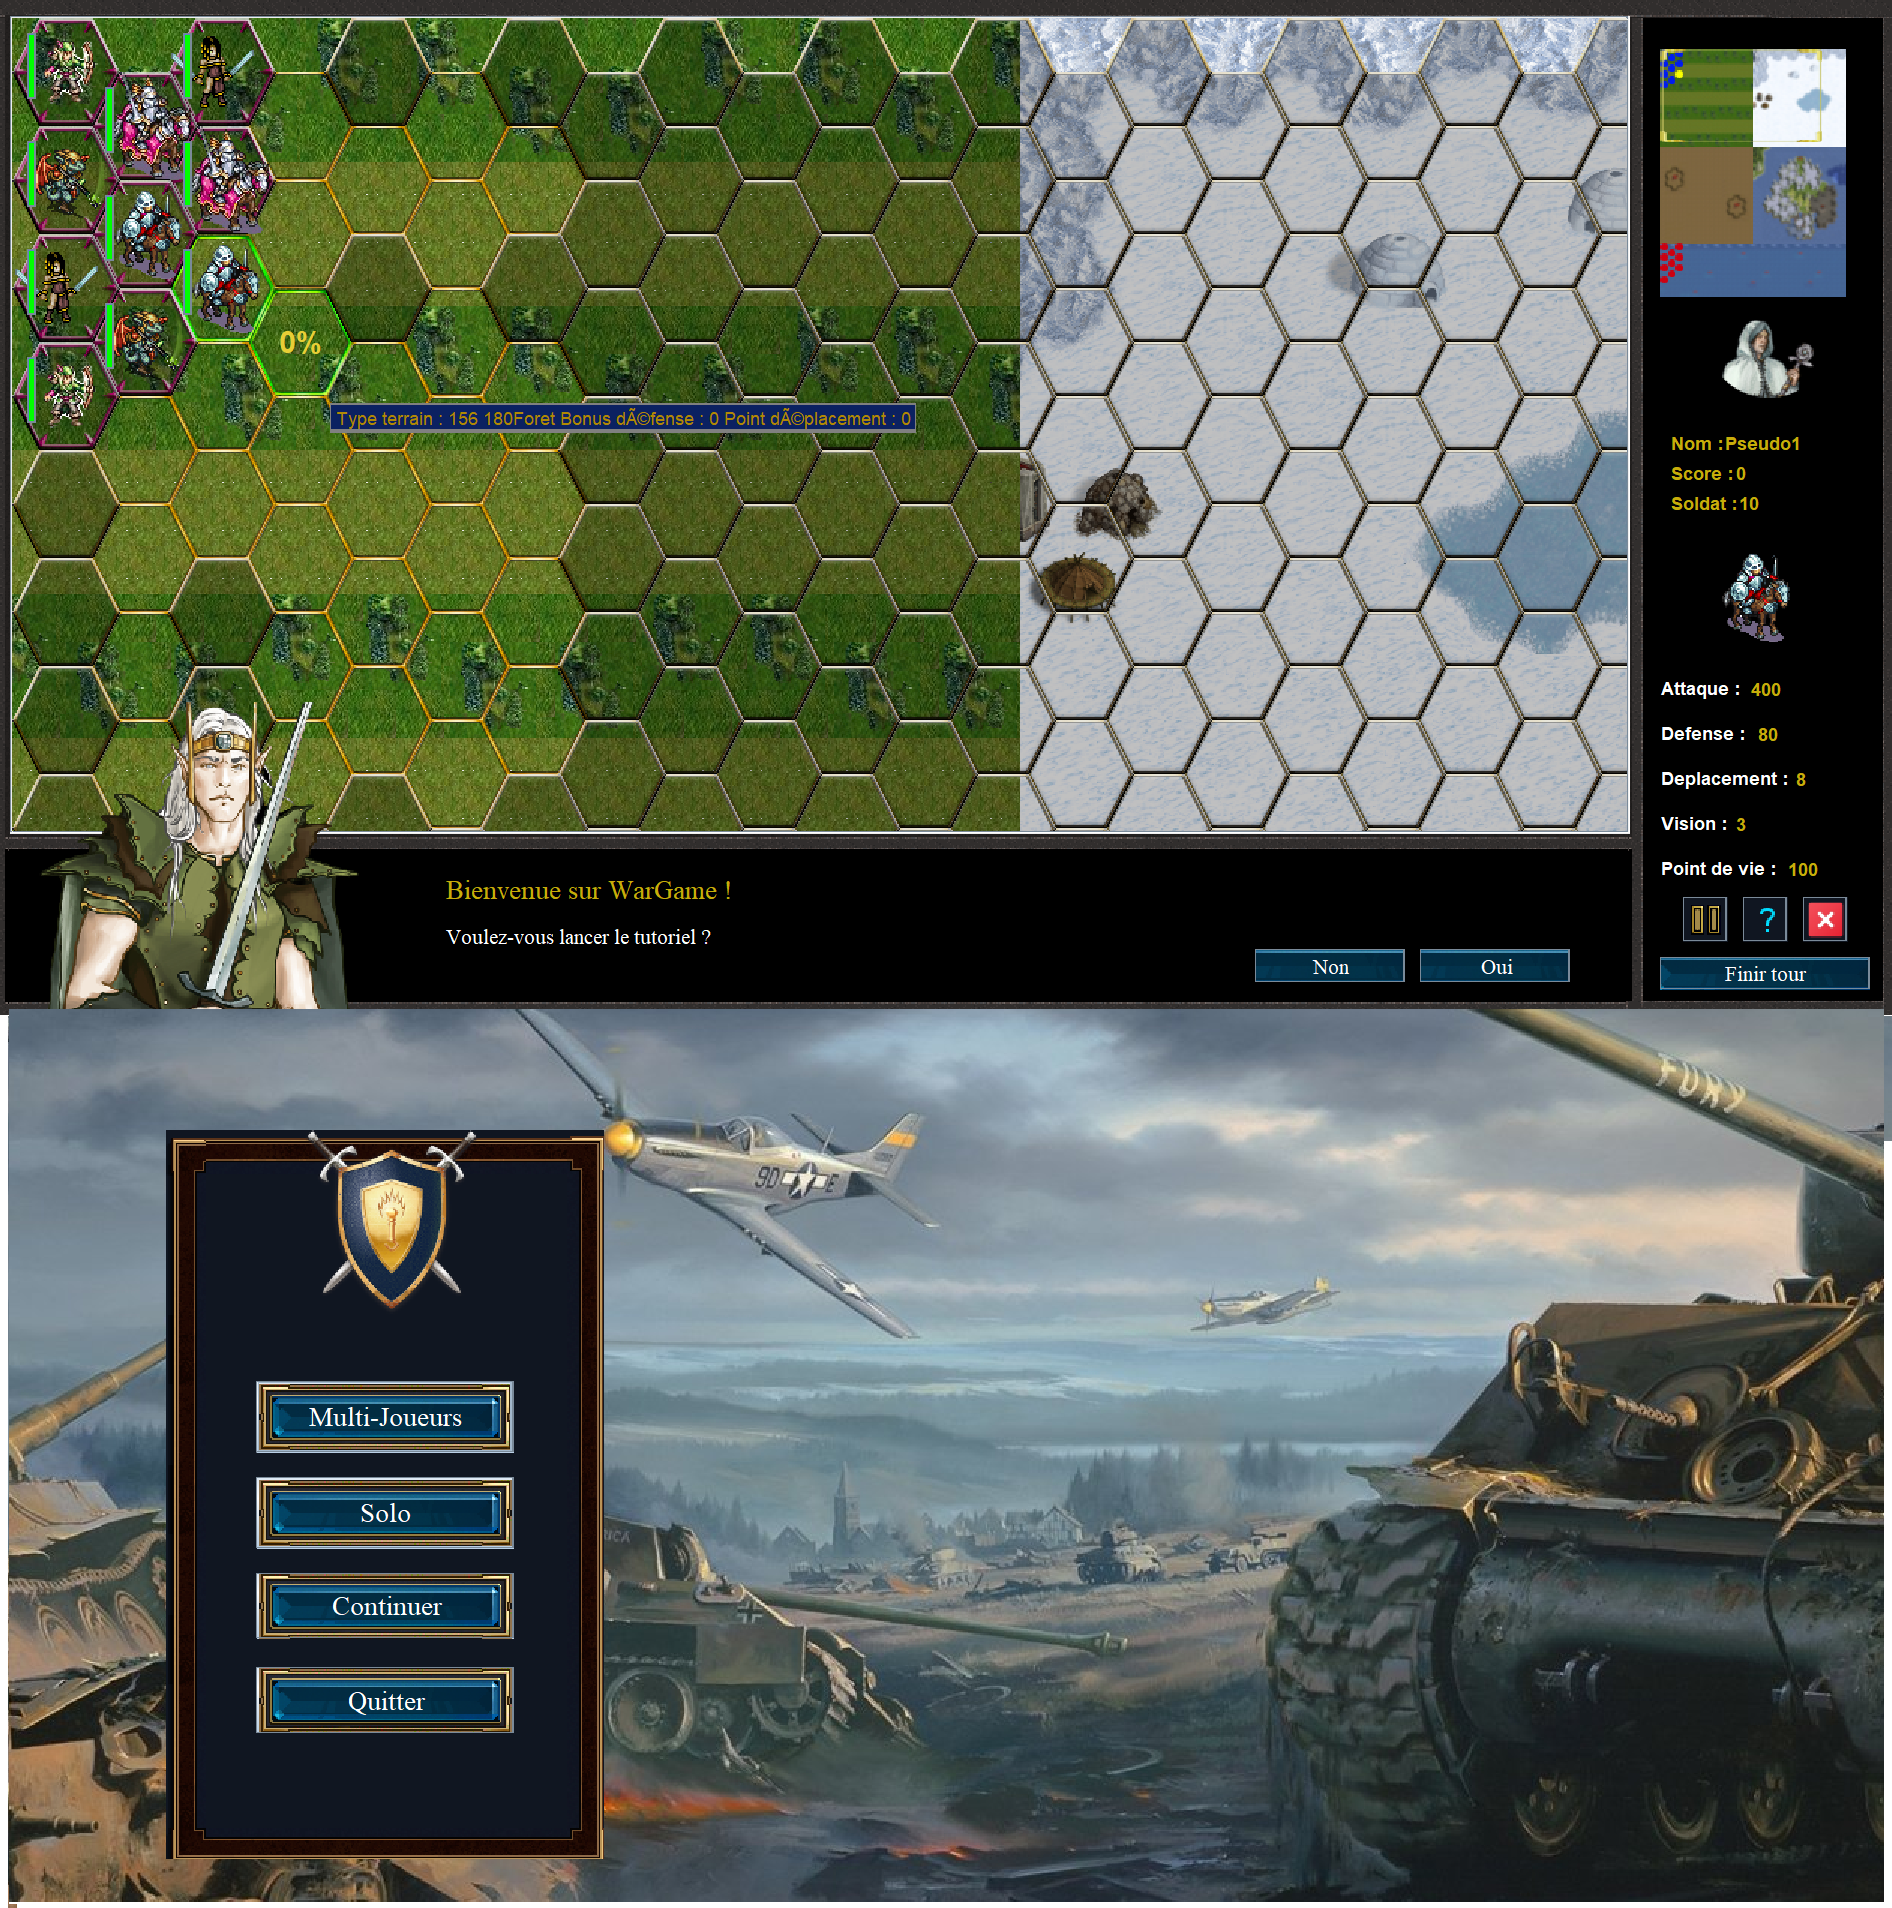 0%
Type terrain : 156 180Foret Bonus dÃ©fense : 0 Point dÃ©placement : 0
Nom :Pseudo1
Score :0
Soldat :10
Attaque : 400
Defense : 80
Deplacement : 8
Vision : 3
Point de vie : 100
?
Finir tour
Bienvenue sur WarGame !
Voulez-vous lancer le tutoriel ?
Non
Oui
FURY
9D E
Multi-Joueurs
Solo
Continuer
Quitter